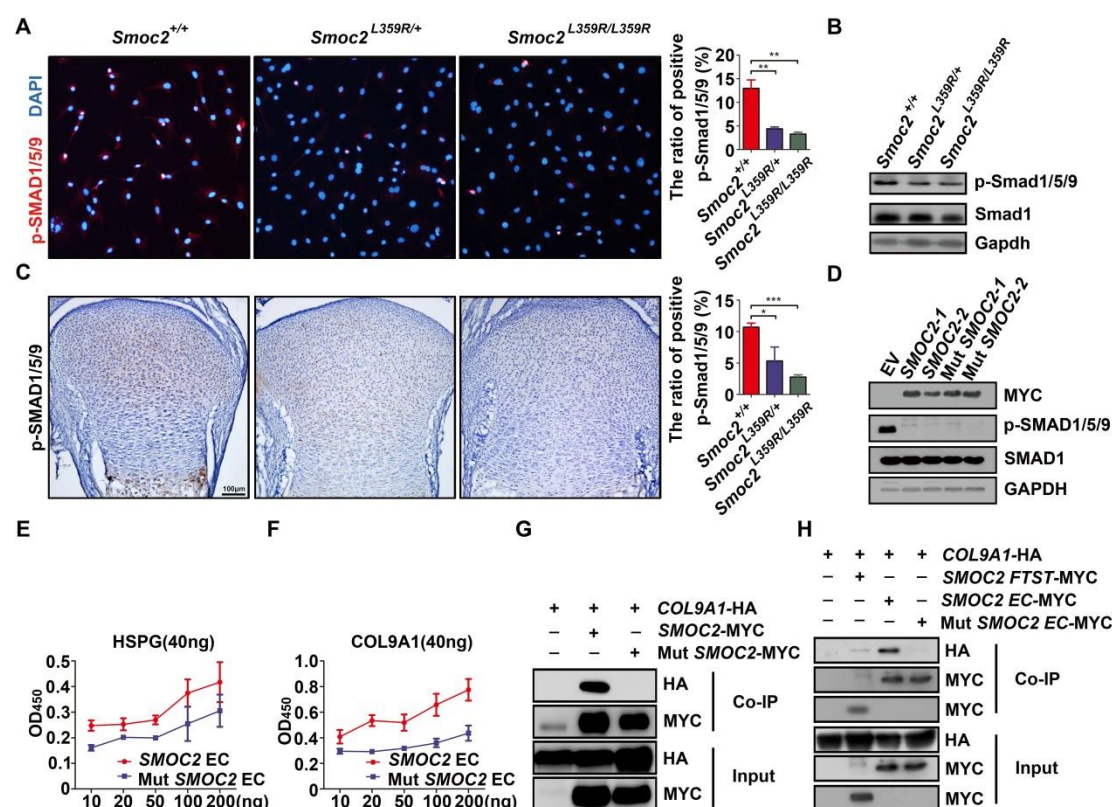 A
Smoc2+/+
Smoc2L359R/+
Smoc2L359R/L359R
p-SMAD1/5/9 DAPI
The ratio of positive
p-Smad1/5/9 (%)
20
15
10
5
0
**
**
Smoc2+/+
Smoc2L359R/+
Smoc2L359R/L359R
B
Smoc2+/+
Smoc2L359R/+
Smoc2L359R/L359R
p-Smad1/5/9
Smad1
Gapdh
C
p-SMAD1/5/9
100μm
The ratio of positive
p-Smad1/5/9 (%)
15
10
5
0
***
*
Smoc2+/+
Smoc2L359R/+
Smoc2L359R/L359R
D
EV
SMOC2-1
SMOC2-2
Mut SMOC2-1
Mut SMOC2-2
MYC
p-SMAD1/5/9
SMAD1
GAPDH
E
HSPG(40ng)
OD450
0.5
0.4
0.3
0.2
0.1
0
SMOC2 EC
Mut SMOC2 EC
10 20 50 100 200(ng)
F
COL9A1(40ng)
OD450
1.0
0.8
0.6
0.4
0.2
0
SMOC2 EC
Mut SMOC2 EC
10 20 50 100 200(ng)
G
+ + + COL9A1-HA
– + – SMOC2-MYC
– – + Mut SMOC2-MYC
HA
MYC
Co-IP
HA
MYC
Input
H
+ + + + COL9A1-HA
– + – – SMOC2 FTST-MYC
– – + – SMOC2 EC-MYC
– – – + Mut SMOC2 EC-MYC
HA
MYC
MYC
Co-IP
HA
MYC
MYC
Input